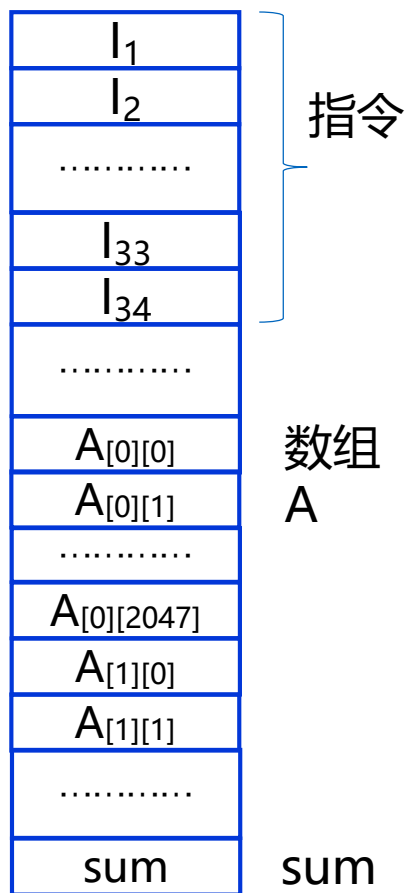 I₁
I₂
…………
I₃₃
I₃₄
指令
…………
A[0][0]
A[0][1]
数组
A
…………
A[0][2047]
A[1][0]
A[1][1]
…………
sum
sum